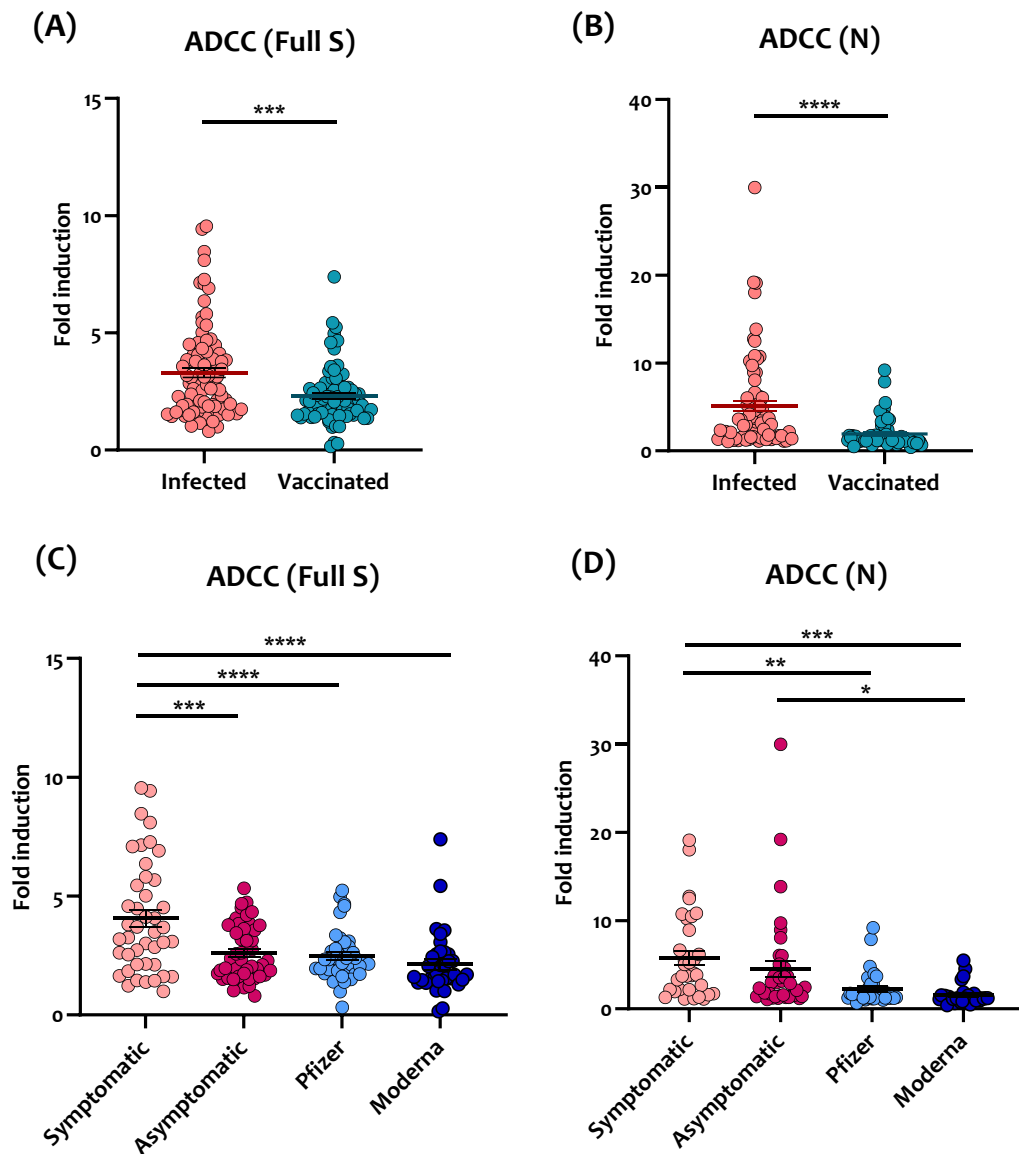 (A)
ADCC (Full S)
Fold induction
15
10
5
0
***
Infected
Vaccinated
(B)
ADCC (N)
Fold induction
40
30
20
10
0
****
Infected
Vaccinated
(C)
ADCC (Full S)
Fold induction
15
10
5
0
****
****
***
Symptomatic
Asymptomatic
Pfizer
Moderna
(D)
ADCC (N)
Fold induction
40
30
20
10
0
***
**
*
Symptomatic
Asymptomatic
Pfizer
Moderna